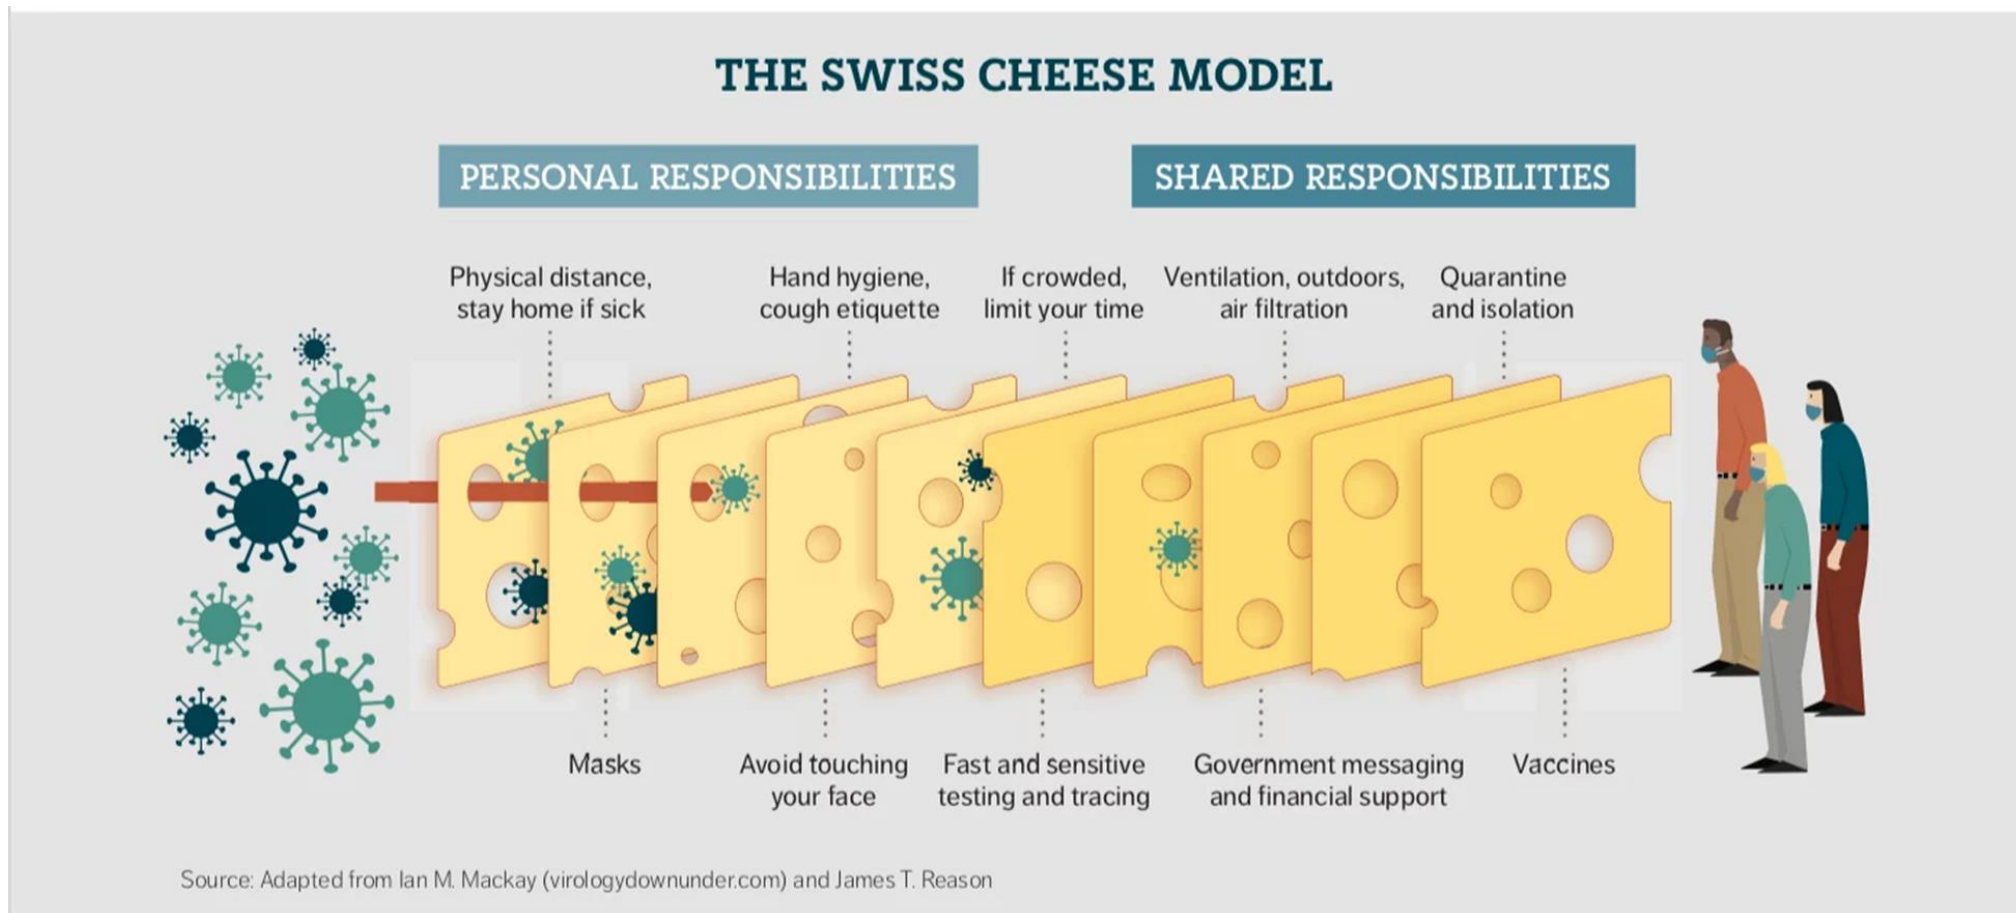 THE SWISS CHEESE MODEL
PERSONAL RESPONSIBILITIES
SHARED RESPONSIBILITIES
Physical distance,
stay home if sick
Hand hygiene,
cough etiquette
If crowded,
limit your time
Ventilation, outdoors,
air filtration
Quarantine
and isolation
Masks
Avoid touching
your face
Fast and sensitive
testing and tracing
Government messaging
and financial support
Vaccines
Source: Adapted from Ian M. Mackay (virologydownunder.com) and James T. Reason